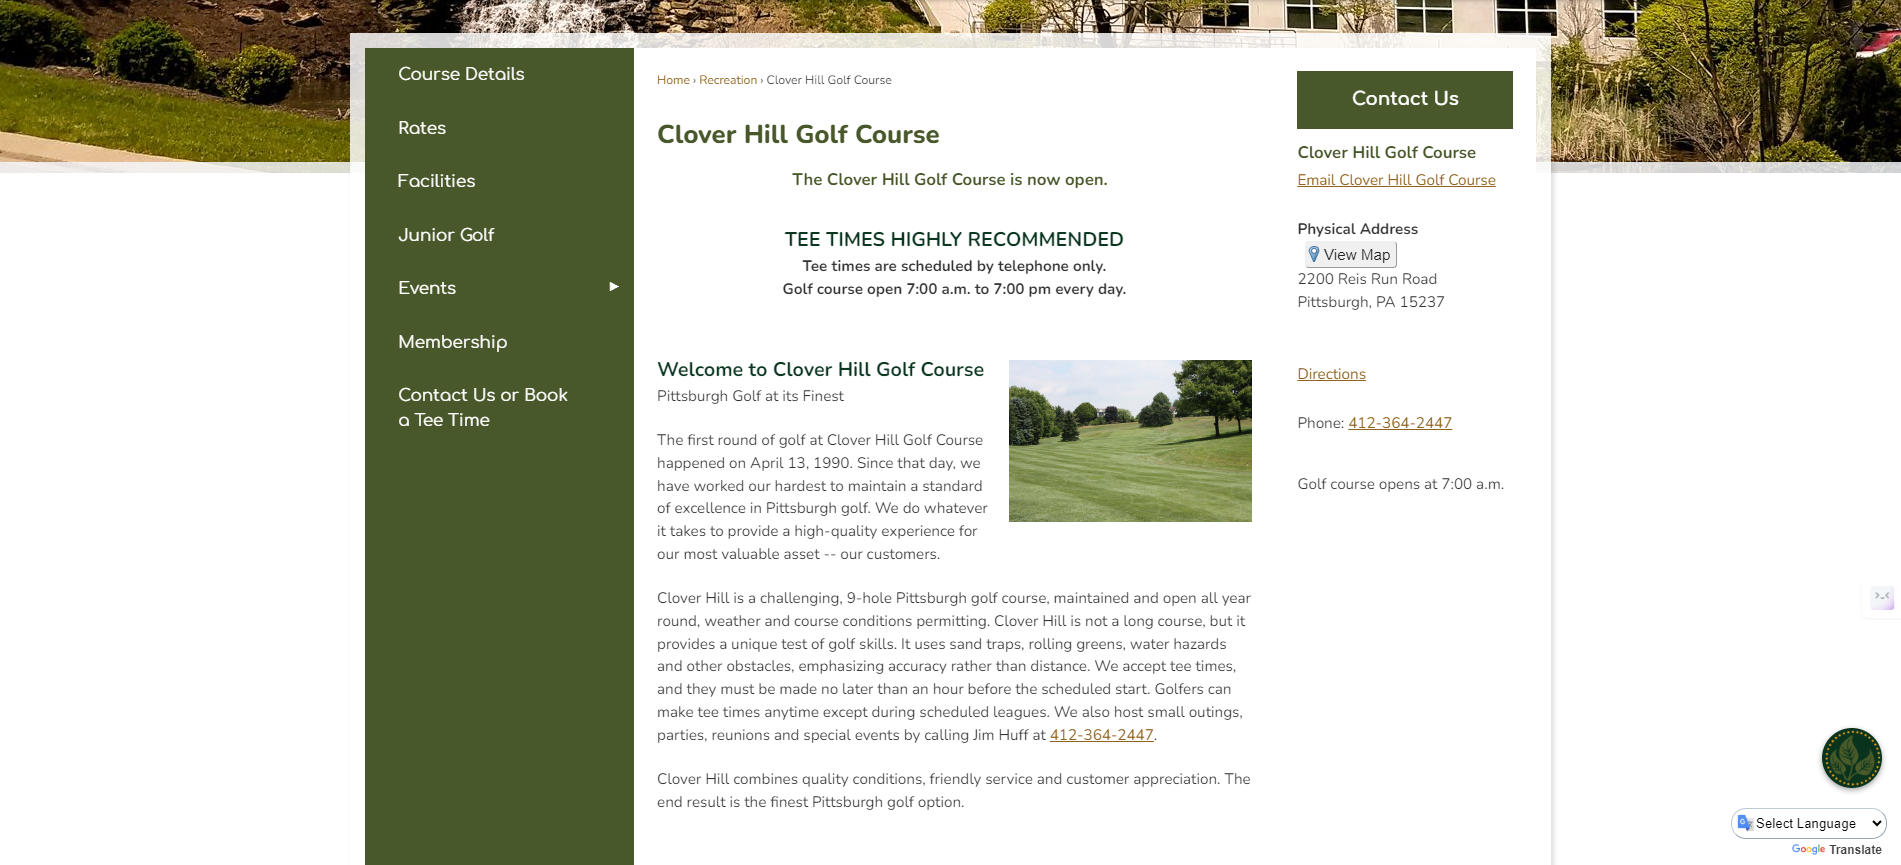 Course Details
Rates
Facilities
Junior Golf
Events
Membership
Contact Us or Book
a Tee Time
Home › Recreation › Clover Hill Golf Course
Clover Hill Golf Course
The Clover Hill Golf Course is now open.
TEE TIMES HIGHLY RECOMMENDED
Tee times are scheduled by telephone only.
Golf course open 7:00 a.m. to 7:00 pm every day.
Welcome to Clover Hill Golf Course
Pittsburgh Golf at its Finest
The first round of golf at Clover Hill Golf Course
happened on April 13, 1990. Since that day, we
have worked our hardest to maintain a standard
of excellence in Pittsburgh golf. We do whatever
it takes to provide a high-quality experience for
our most valuable asset -- our customers.
Clover Hill is a challenging, 9-hole Pittsburgh golf course, maintained and open all year
round, weather and course conditions permitting. Clover Hill is not a long course, but it
provides a unique test of golf skills. It uses sand traps, rolling greens, water hazards
and other obstacles, emphasizing accuracy rather than distance. We accept tee times,
and they must be made no later than an hour before the scheduled start. Golfers can
make tee times anytime except during scheduled leagues. We also host small outings,
parties, reunions and special events by calling Jim Huff at 412-364-2447.
Clover Hill combines quality conditions, friendly service and customer appreciation. The
end result is the finest Pittsburgh golf option.
Contact Us
Clover Hill Golf Course
Email Clover Hill Golf Course
Physical Address
View Map
2200 Reis Run Road
Pittsburgh, PA 15237
Directions
Phone: 412-364-2447
Golf course opens at 7:00 a.m.
Select Language
Google Translate